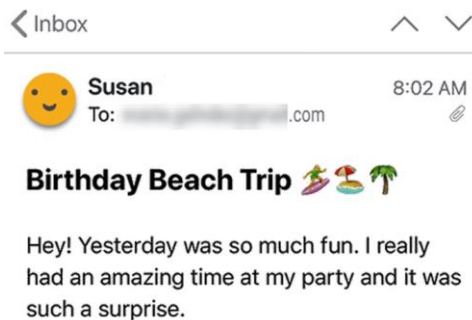 Inbox
Susan
8:02 AM
To: .com
Birthday Beach Trip 🏄🏖️🌴
Hey! Yesterday was so much fun. I really
had an amazing time at my party and it was
such a surprise.